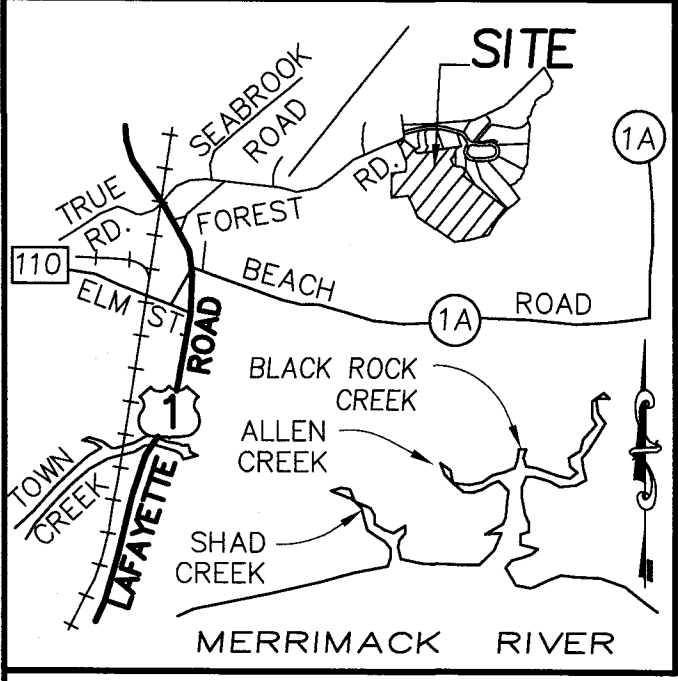 SITE
SEABROOK
ROAD
1A
TRUE
RD.
FOREST
RD.
110
ELM ST.
BEACH
1A
ROAD
ROAD
1
LAFAYETTE
BLACK ROCK
CREEK
ALLEN
CREEK
TOWN
CREEK
SHAD
CREEK
MERRIMACK RIVER